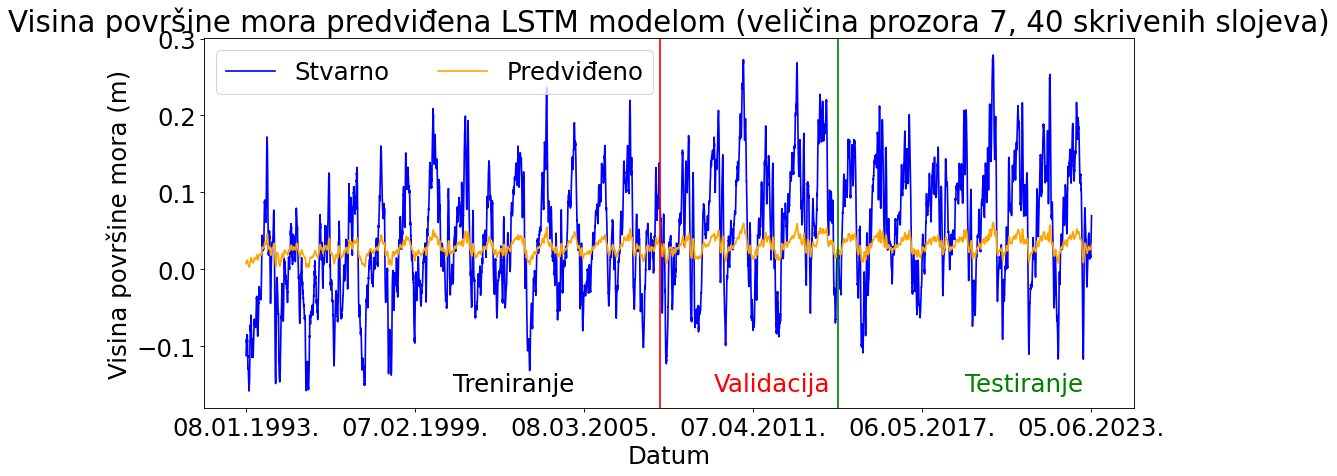 Visina površine mora predviđena LSTM modelom (veličina prozora 7, 40 skrivenih slojeva)
Stvarno
Predviđeno
Visina površine mora (m)
0.3
0.2
0.1
0.0
−0.1
Treniranje
Validacija
Testiranje
08.01.1993.
07.02.1999.
08.03.2005.
07.04.2011.
06.05.2017.
05.06.2023.
Datum